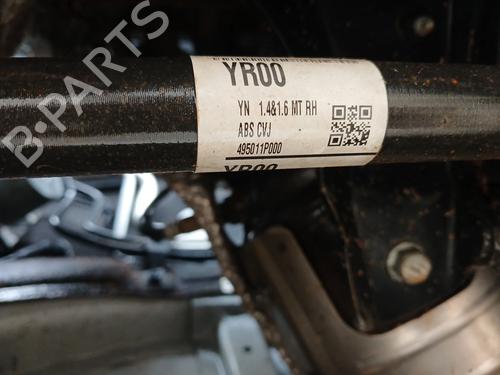 B-PARTS
YR00
YN 1.4&1.6 MT RH
ABS CVJ
495011P000
YR00